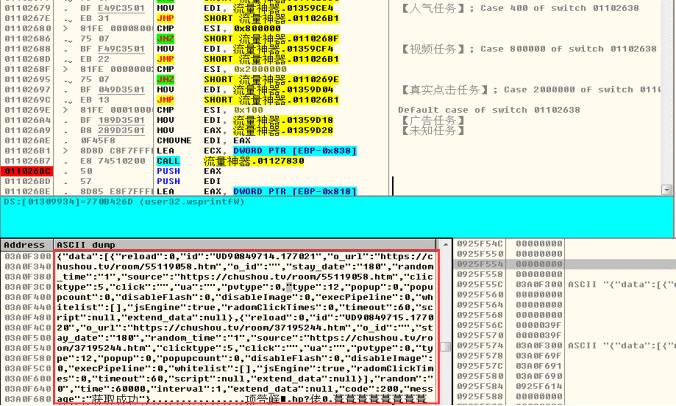 01102679 . BF E49C3501 MOV EDI, 流量神器.01359CE4 【人气任务】; Case 400 of switch 01102638
0110267E ., EB 31 JMP SHORT 流量神器.011026B1
01102680 > 81FE 0000800 CMP ESI, 0x800000
01102686 ., 75 07 JNZ SHORT 流量神器.0110268F
01102688 . BF F49C3501 MOV EDI, 流量神器.01359CF4 【视频任务】; Case 800000 of switch 01102638
0110268D ., EB 22 JMP SHORT 流量神器.011026B1
0110268F > 81FE 0000000 CMP ESI, 0x2000000
01102695 ., 75 07 JNZ SHORT 流量神器.0110269E
01102697 . BF 049D3501 MOV EDI, 流量神器.01359D04 【真实点击任务】; Case 2000000 of switch
0110269C ., EB 13 JMP SHORT 流量神器.011026B1
0110269E > 81FE 0001000 CMP ESI, 0x100 Default case of switch 01102638
011026A4 . BF 189D3501 MOV EDI, 流量神器.01359D18 【广告任务】
011026A9 . B8 289D3501 MOV EAX, 流量神器.01359D28 【未知任务】
011026AE . 0F45F8 CMOVNE EDI, EAX
011026B1 > 8D8D C8F7FFF LEA ECX, DWORD PTR [EBP-0x838]
011026B7 . E8 74510200 CALL 流量神器.01127830
011026BC . 50 PUSH EAX
011026BD . 57 PUSH EDI
011026BE . 8D85 E8F7FFF LEA EAX, DWORD PTR [EBP-0x818]
DS:[01309934]=770B426D (user32.wsprintfW)
Address ASCII dump
03A0F300 {"data":[{"reload":0,"id":"VD90849714.177021","o_url":"https://c
03A0F340 hushou.tv/room/55119058.htm","o_id":"","stay_date":"180","random
03A0F380 _time":"1","source":"https://chushou.tv/room/55119058.htm","clic
03A0F3C0 ktype":5,"click":"","ua":"","pvtype":0,"type":12,"popup":0,"popu
03A0F400 pcount":0,"disableFlash":0,"disableImage":0,"execPipeline":0,"wh
03A0F440 itelist":[],"jsEngine":true,"radomClickTimes":0,"timeout":60,"sc
03A0F480 ript":null,"extend_data":null},{"reload":0,"id":"VD90849715.1770
03A0F4C0 20","o_url":"https://chushou.tv/room/37195244.htm","o_id":"","st
03A0F500 ay_date":"180","random_time":"1","source":"https://chushou.tv/ro
03A0F540 om/37195244.htm","clicktype":5,"click":"","ua":"","pvtype":0,"ty
03A0F580 pe":12,"popup":0,"popupcount":0,"disableFlash":0,"disableImage":
03A0F5C0 0,"execPipeline":0,"whitelist":[],"jsEngine":true,"radomClickTim
03A0F600 es":0,"timeout":60,"script":null,"extend_data":null}],"random":"
03A0F640 0","time":60000,"interval":1,"extend_data":null,"code":200,"mess
03A0F680 age":"获取成功"}
0925F54C 00000000
0925F550 00000000
0925F554 00000000
0925F558 00000000
0925F55C 03A0F300 ASCII "{"data":[{"
0925F560 00000000
0925F564 00000000
0925F568 00000000
0925F56C 0000039F
0925F570 0000039F
0925F574 03A0F300 ASCII "{"data":[{"r
0925F578 03A0F69F
0925F57C 03A0F691
0925F580 03A0F690
0925F584 0925F614
0925F588 00000000